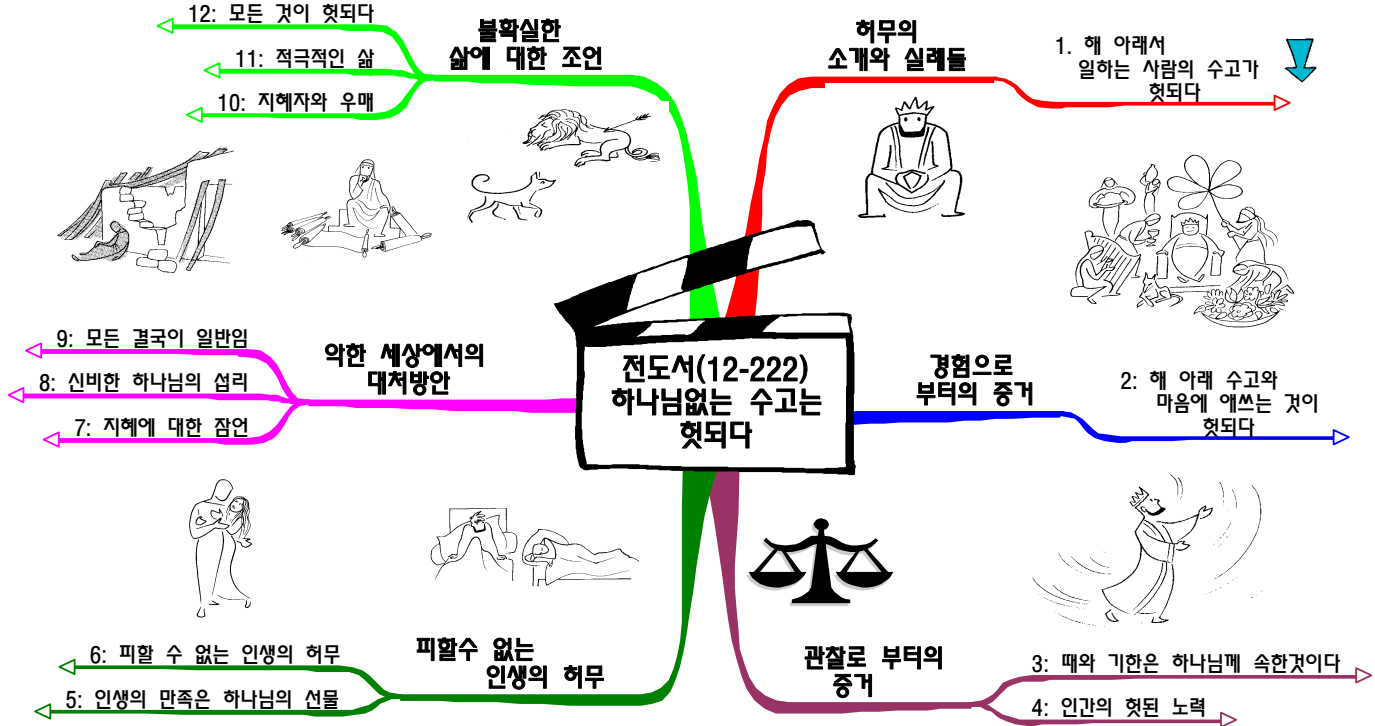 전도서(12-222)
하나님없는 수고는
헛되다
허무의
소개와 실례들
1. 해 아래서
일하는 사람의 수고가
헛되다
경험으로
부터의 증거
2: 해 아래 수고와
마음에 애쓰는 것이
헛되다
관찰로 부터의
증거
3: 때와 기한은 하나님께 속한것이다
4: 인간의 헛된 노력
피할수 없는
인생의 허무
6: 피할 수 없는 인생의 허무
5: 인생의 만족은 하나님의 선물
악한 세상에서의
대처방안
9: 모든 결국이 일반임
8: 신비한 하나님의 섭리
7: 지혜에 대한 잠언
불확실한
삶에 대한 조언
12: 모든 것이 헛되다
11: 적극적인 삶
10: 지혜자와 우매